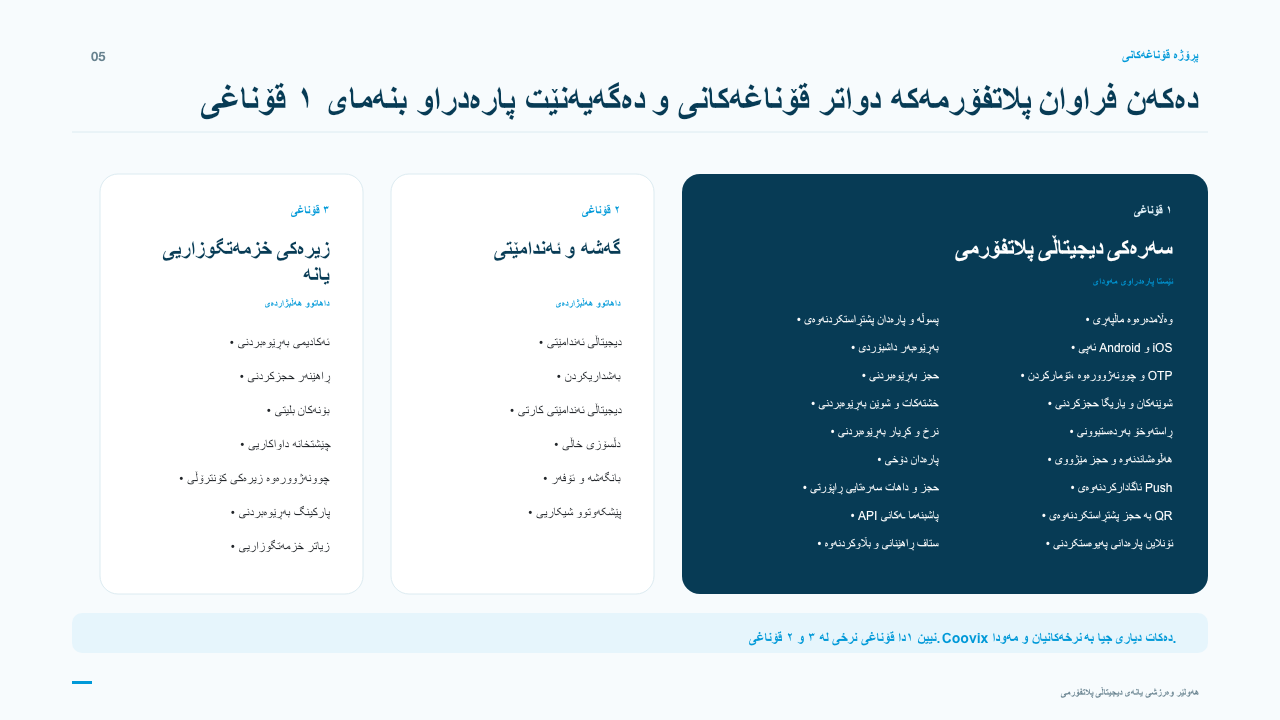 پڕۆژە قۆناغەکانی
05
دەکەن فراوان پلاتفۆرمەکە دواتر قۆناغەکانی و دەگەیەنێت پارەدراو بنەمای ١ قۆناغی
١ قۆناغی
سەرەکی دیجیتاڵی پلاتفۆرمی
ئێستا پارەدراوی مەودای
وەڵامدەرەوە ماڵپەڕی •
iOS و Android ئەپی •
OTP و چوونەژوورەوە ،تۆمارکردن •
شوێنەکان و یاریگا حجزکردنی •
ڕاستەوخۆ بەردەستبوونی •
هەڵوەشاندنەوە و حجز مێژووی •
Push ئاگادارکردنەوەی •
QR بە حجز پشتڕاستکردنەوەی •
ئۆنلاین پارەدانی پەیوەستکردنی •
پسوڵە و پارەدان پشتڕاستکردنەوەی •
بەڕێوەبەر داشبۆردی •
حجز بەڕێوەبردنی •
خشتەکات و شوێن بەڕێوەبردنی •
نرخ و کڕیار بەڕێوەبردنی •
پارەدان دۆخی •
حجز و داهات سەرەتایی ڕاپۆرتی •
پاشبنەما ـەکانی API •
ستاف ڕاهێنانی و بڵاوکردنەوە •
٢ قۆناغی
گەشە و ئەندامێتی
داهاتوو هەڵبژاردەی
دیجیتاڵی ئەندامێتی •
بەشداریکردن •
دیجیتاڵی ئەندامێتی کارتی •
دڵسۆزی خاڵی •
بانگەشە و ئۆفەر •
پێشکەوتوو شیکاریی •
٣ قۆناغی
زیرەکی خزمەتگوزاریی
یانە
داهاتوو هەڵبژاردەی
ئەکادیمی بەڕێوەبردنی •
ڕاهێنەر حجزکردنی •
بۆنەکان بلیتی •
چێشتخانە داواکاریی •
چوونەژوورەوە زیرەکی کۆنترۆڵی •
پارکینگ بەڕێوەبردنی •
زیاتر خزمەتگوزاریی •
.دەکات دیاری جیا بە نرخەکانیان و مەودا Coovix .نیین ١دا قۆناغی نرخی لە ٣ و ٢ قۆناغی
هەولێر وەرزشی یانەی دیجیتاڵی پلاتفۆرمی